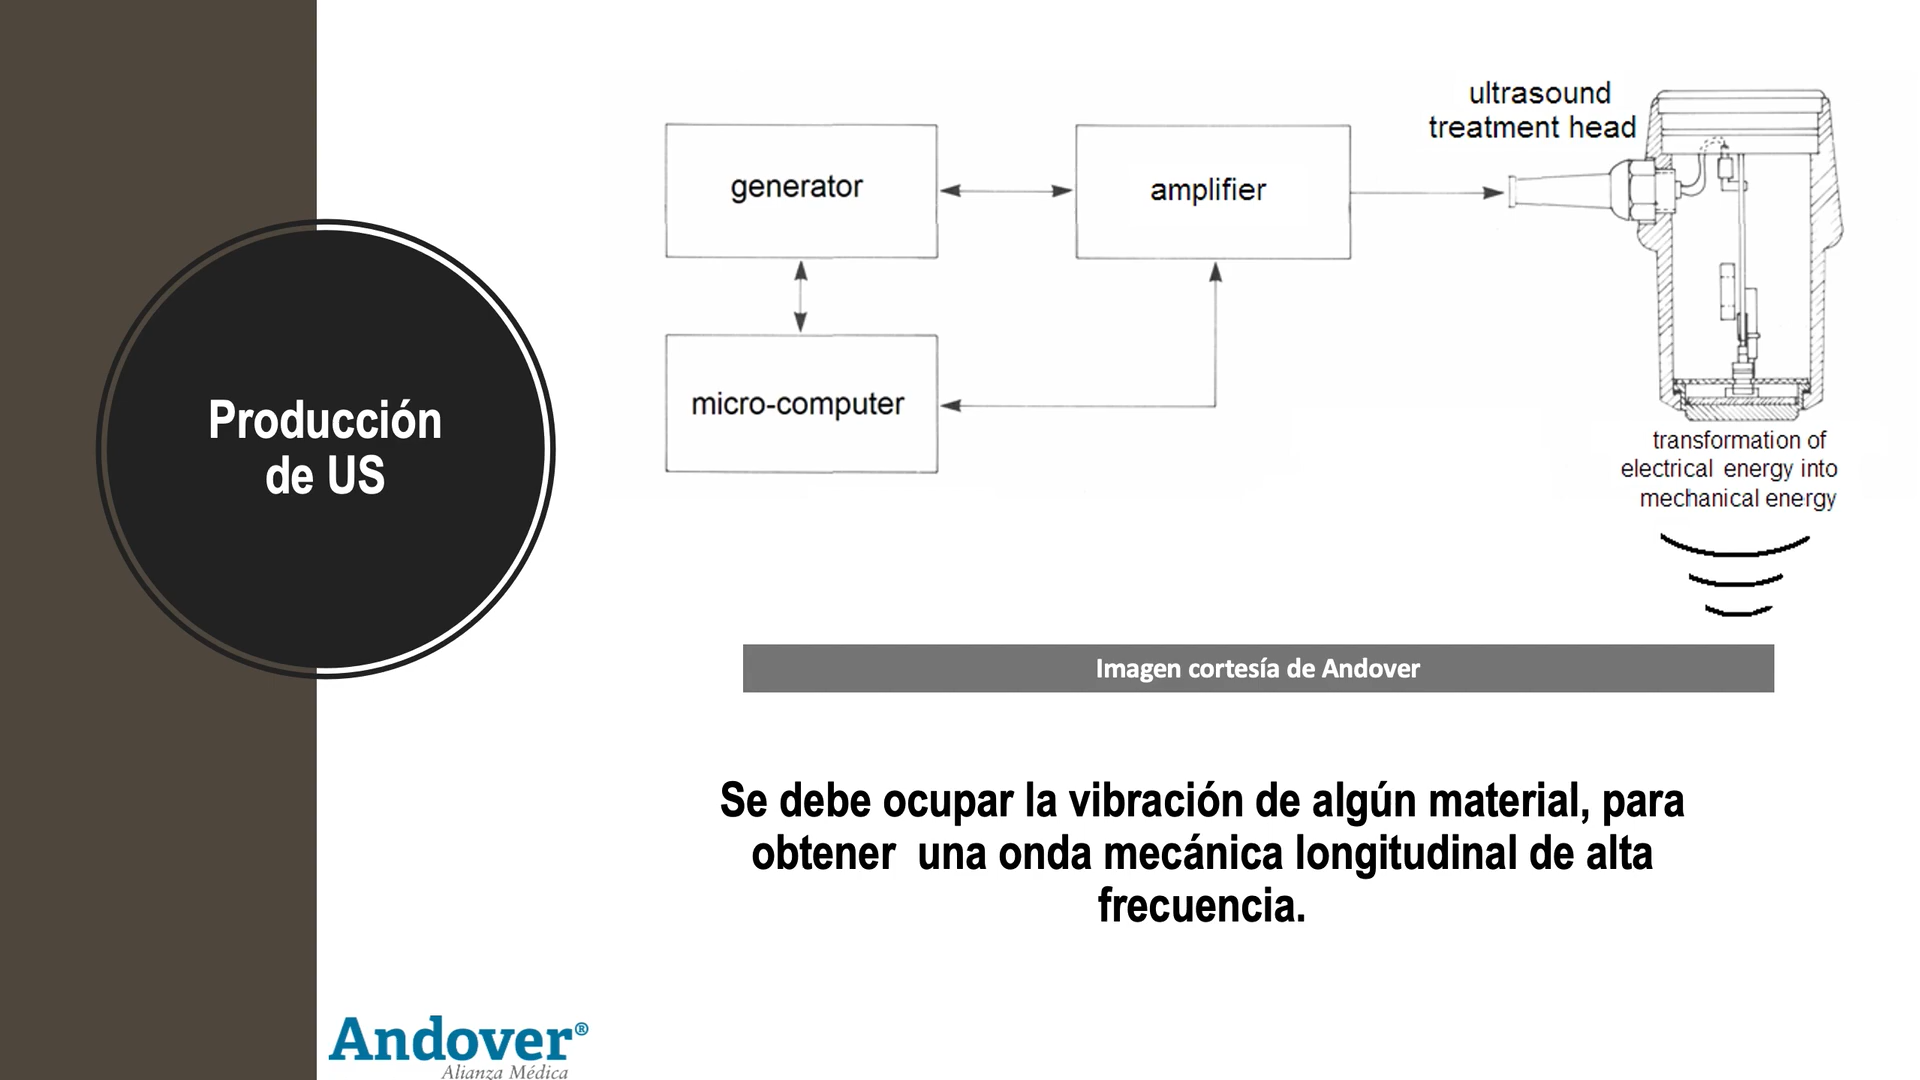 Producción
de US
generator
amplifier
micro-computer
ultrasound
treatment head
transformation of
electrical energy into
mechanical energy
Imagen cortesía de Andover
Se debe ocupar la vibración de algún material, para
obtener  una onda mecánica longitudinal de alta
frecuencia.
Andover®
Alianza Médica